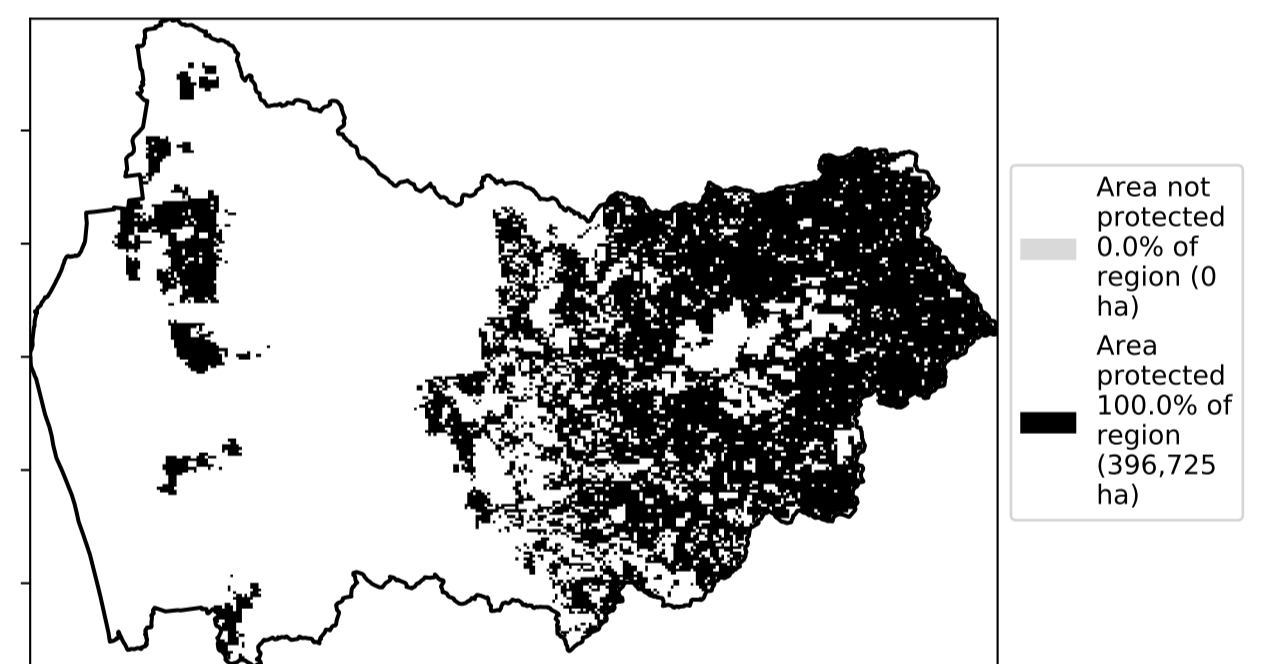 Area not
protected
0.0% of
region (0
ha)
Area
protected
100.0% of
region
(396,725
ha)